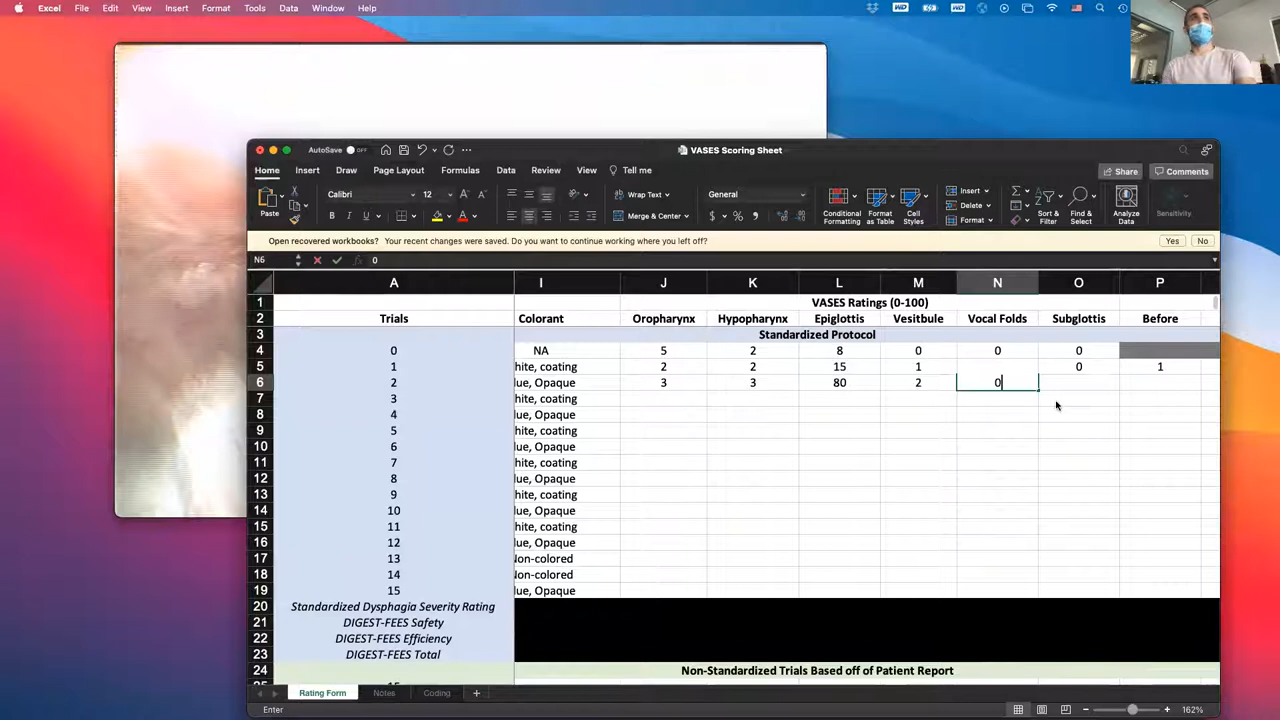 Excel File Edit View Insert Format Tools Data Window Help
AutoSave OFF VASES Scoring Sheet
Home Insert Draw Page Layout Formulas Data Review View Tell me Share Comments
Paste Calibri 12 Wrap Text General Conditional Formatting Format as Table Cell Styles Insert Sort & Filter Find & Select Analyze Data Sensitivity
B I U Merge & Center $ % Delete
Format
Open recovered workbooks? Your recent changes were saved. Do you want to continue working where you left off? Yes No
N6 fx 0
A I J K L M N O P
1 VASES Ratings (0-100)
2 Trials Colorant Oropharynx Hypopharynx Epiglottis Vesitbule Vocal Folds Subglottis Before
3 Standardized Protocol
4 0 NA 5 2 8 0 0 0
5 1 hite, coating 2 2 15 1 0 1
6 2 lue, Opaque 3 3 80 2 0
7 3 hite, coating
8 4 lue, Opaque
9 5 hite, coating
10 6 lue, Opaque
11 7 hite, coating
12 8 lue, Opaque
13 9 hite, coating
14 10 lue, Opaque
15 11 hite, coating
16 12 lue, Opaque
17 13 Non-colored
18 14 Non-colored
19 15 lue, Opaque
20 Standardized Dysphagia Severity Rating
21 DIGEST-FEES Safety
22 DIGEST-FEES Efficiency
23 DIGEST-FEES Total
24 Non-Standardized Trials Based off of Patient Report
Rating Form Notes Coding +
Enter 162%